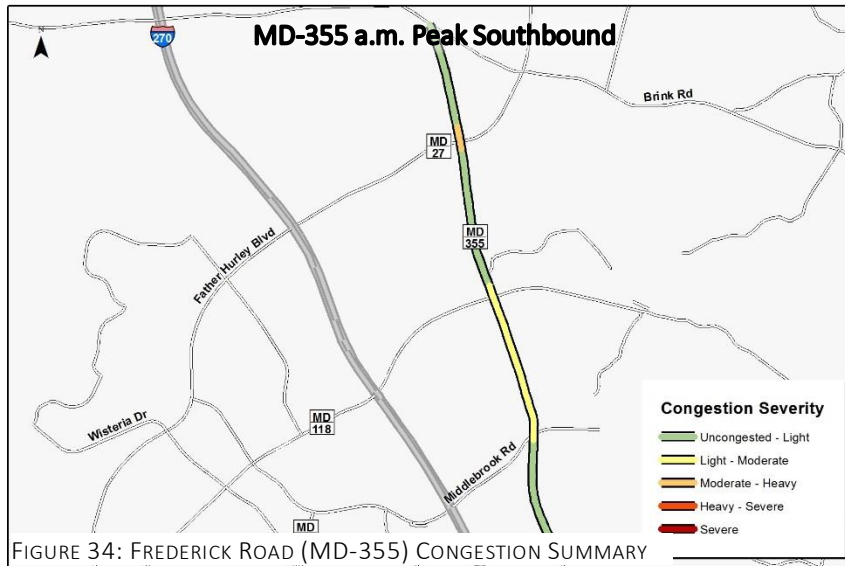 MD-355 a.m. Peak Southbound
N
270
Brink Rd
MD
27
MD
355
Father Hurley Blvd
Wisteria Dr
MD
118
Middlebrook Rd
MD
Congestion Severity
Uncongested - Light
Light - Moderate
Moderate - Heavy
Heavy - Severe
Severe
FIGURE 34: FREDERICK ROAD (MD-355) CONGESTION SUMMARY